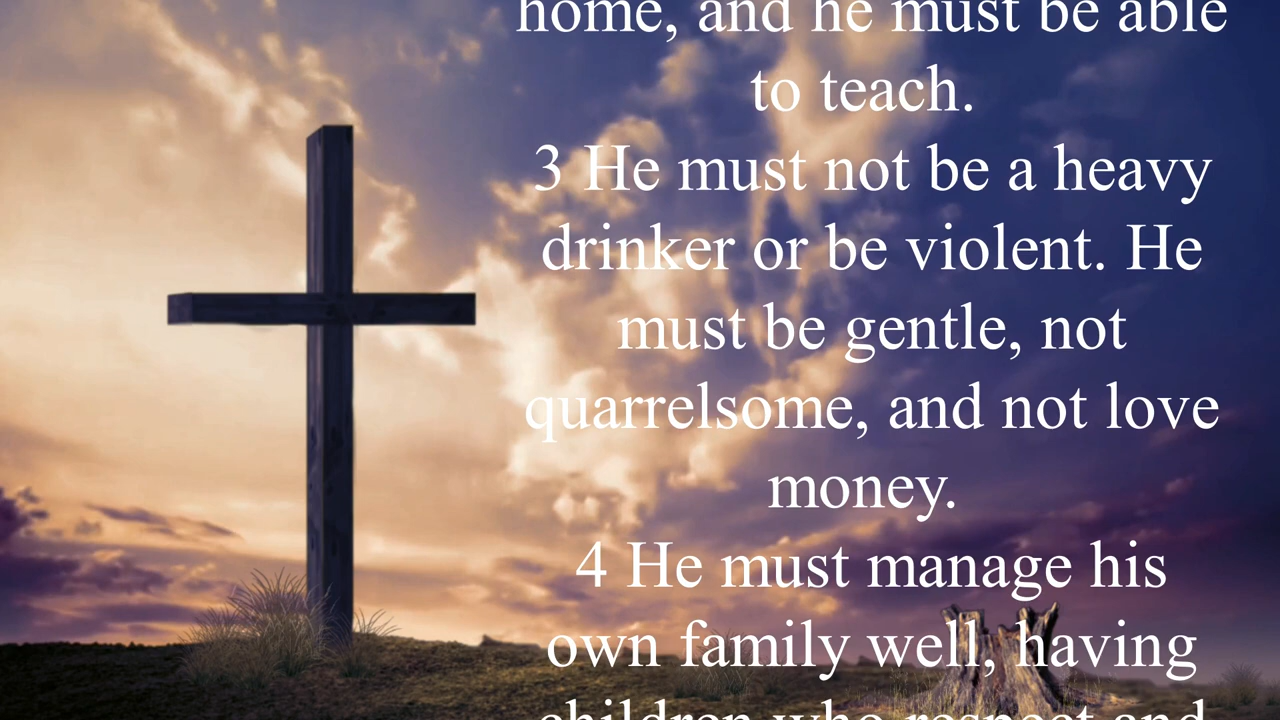 home, and he must be able
to teach.
3 He must not be a heavy
drinker or be violent. He
must be gentle, not
quarrelsome, and not love
money.
4 He must manage his
own family well, having
children who respect and